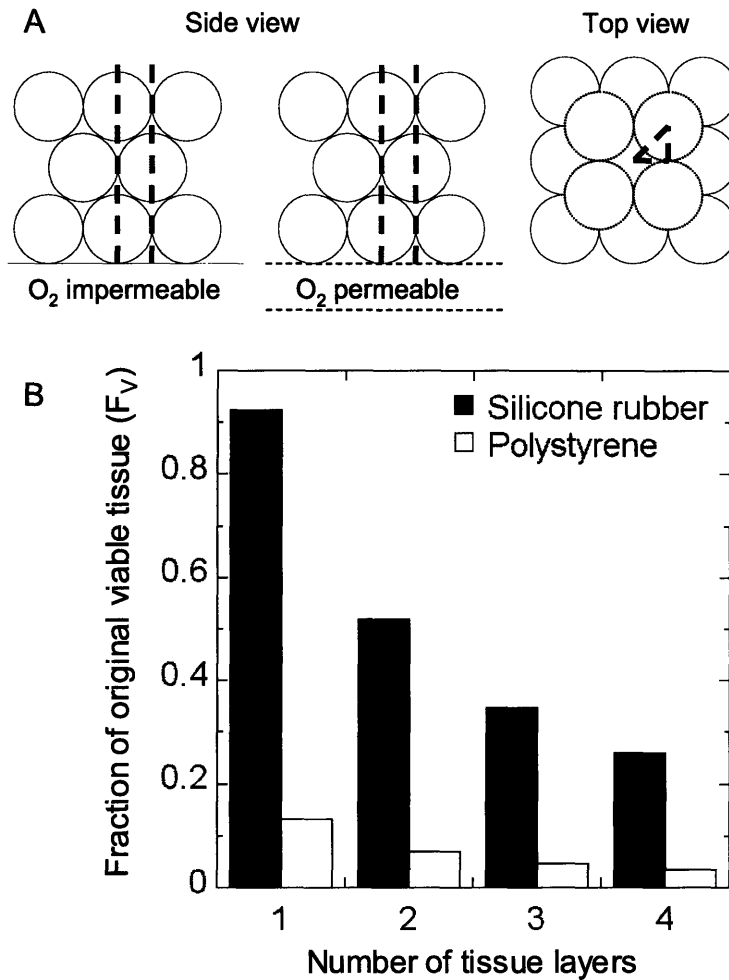 A
Side view
Top view
O₂ impermeable
O₂ permeable
B
Fraction of original viable tissue (Fᵥ)
1
0.8
0.6
0.4
0.2
0
Silicone rubber
Polystyrene
1 2 3 4
Number of tissue layers